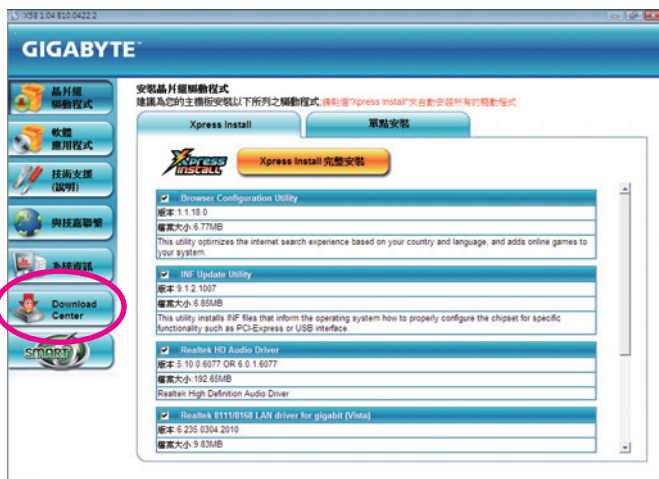 X58 1.04 B10.0422.2
GIGABYTE™
晶片組
驅動程式
軟體
應用程式
技術支援
(說明)
與技嘉聯繫
系統資訊
Download
Center
SMART
安裝晶片組驅動程式
建議為您的主機板安裝以下所列之驅動程式,請點選"Xpress Install"來自動安裝所有的驅動程式
Xpress Install
單點安裝
Xpress
INSTALL
Xpress Install 完整安裝
Browser Configuration Utility
版本:1.1.18.0
檔案大小:6.77MB
This utility optimizes the internet search experience based on your country and language, and adds online games to
your system.
INF Update Utility
版本:9.1.2.1007
檔案大小:6.85MB
This utility installs INF files that inform the operating system how to properly configure the chipset for specific
functionality such as PCI-Express or USB interface.
Realtek HD Audio Driver
版本:5.10.0.6077 OR 6.0.1.6077
檔案大小:192.65MB
Realtek High Definition Audio Driver
Realtek 8111/8168 LAN driver for gigabit (Vista)
版本:6.235.0304.2010
檔案大小:9.83MB